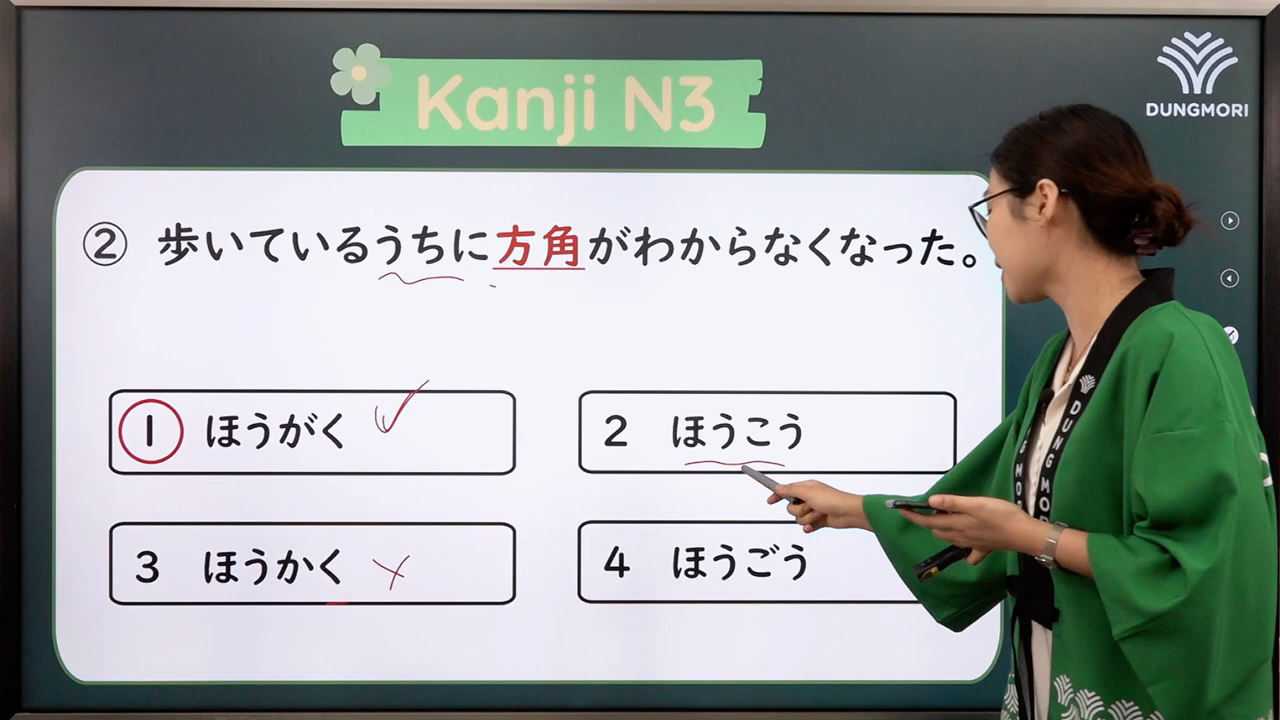 Kanji N3
DUNGMORI
② 歩いているうちに方角がわからなくなった。
1 ほうがく
2 ほうこう
3 ほうかく
4 ほうごう
DUNGMOR